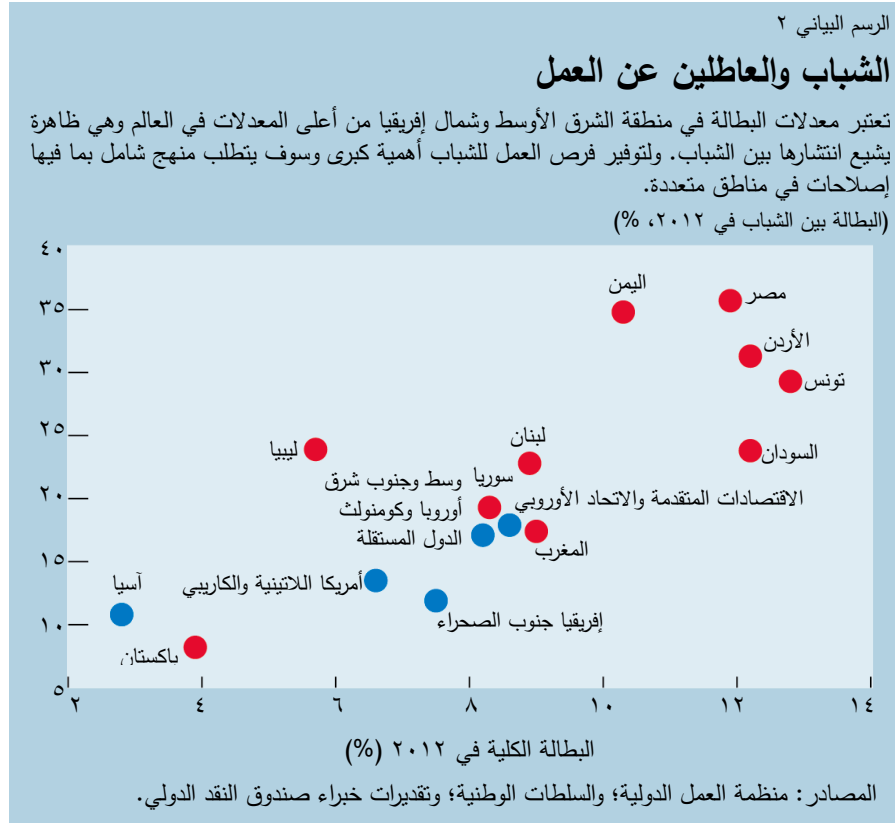 الرسم البياني ٢
الشباب والعاطلين عن العمل
تعتبر معدلات البطالة في منطقة الشرق الأوسط وشمال إفريقيا من أعلى المعدلات في العالم وهي ظاهرة
يشيع انتشارها بين الشباب. ولتوفير فرص العمل للشباب أهمية كبرى وسوف يتطلب منهج شامل بما فيها
إصلاحات في مناطق متعددة.
(البطالة بين الشباب في ٢٠١٢، %)
٤٠
٣٥
٣٠
٢٥
٢٠
١٥
١٠
٥
اليمن
مصر
الأردن
تونس
السودان
لبنان
ليبيا
سوريا
وسط وجنوب شرق
أوروبا وكومنولث
الدول المستقلة
الاقتصادات المتقدمة والاتحاد الأوروبي
المغرب
أمريكا اللاتينية والكاريبي
آسيا
إفريقيا جنوب الصحراء
باكستان
٢ ٤ ٦ ٨ ١٠ ١٢ ١٤
البطالة الكلية في ٢٠١٢ (%)
المصادر: منظمة العمل الدولية؛ والسلطات الوطنية؛ وتقديرات خبراء صندوق النقد الدولي.